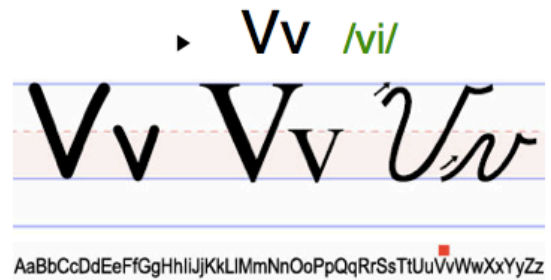 Vv /vi/
Vv Vv Vv
AaBbCcDdEeFfGgHhIiJjKkLlMmNnOoPpQqRrSsTtUuVvWwXxYyZz